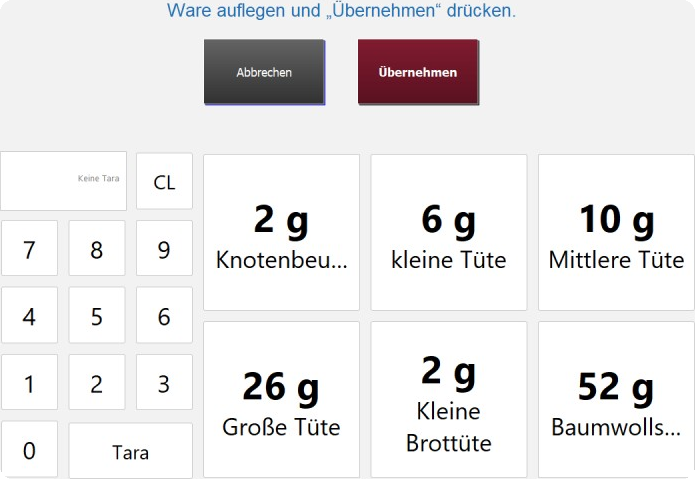 Ware auflegen und „Übernehmen“ drücken.
Abbrechen
Übernehmen
Keine Tara
CL
7
8
9
4
5
6
1
2
3
0
Tara
2 g
Knotenbeu...
6 g
kleine Tüte
10 g
Mittlere Tüte
26 g
Große Tüte
2 g
Kleine
Brottüte
52 g
Baumwolls...